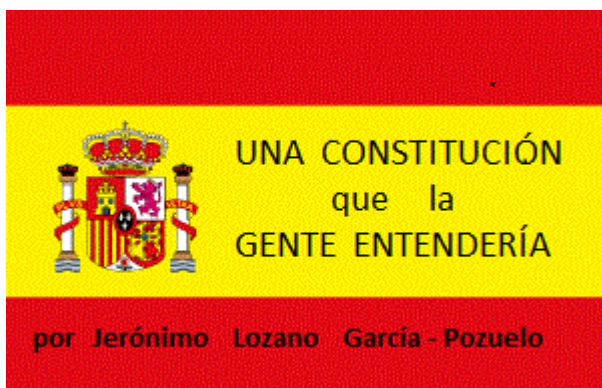 UNA CONSTITUCIÓN
que la
GENTE ENTENDERÍA
por Jerónimo Lozano García - Pozuelo